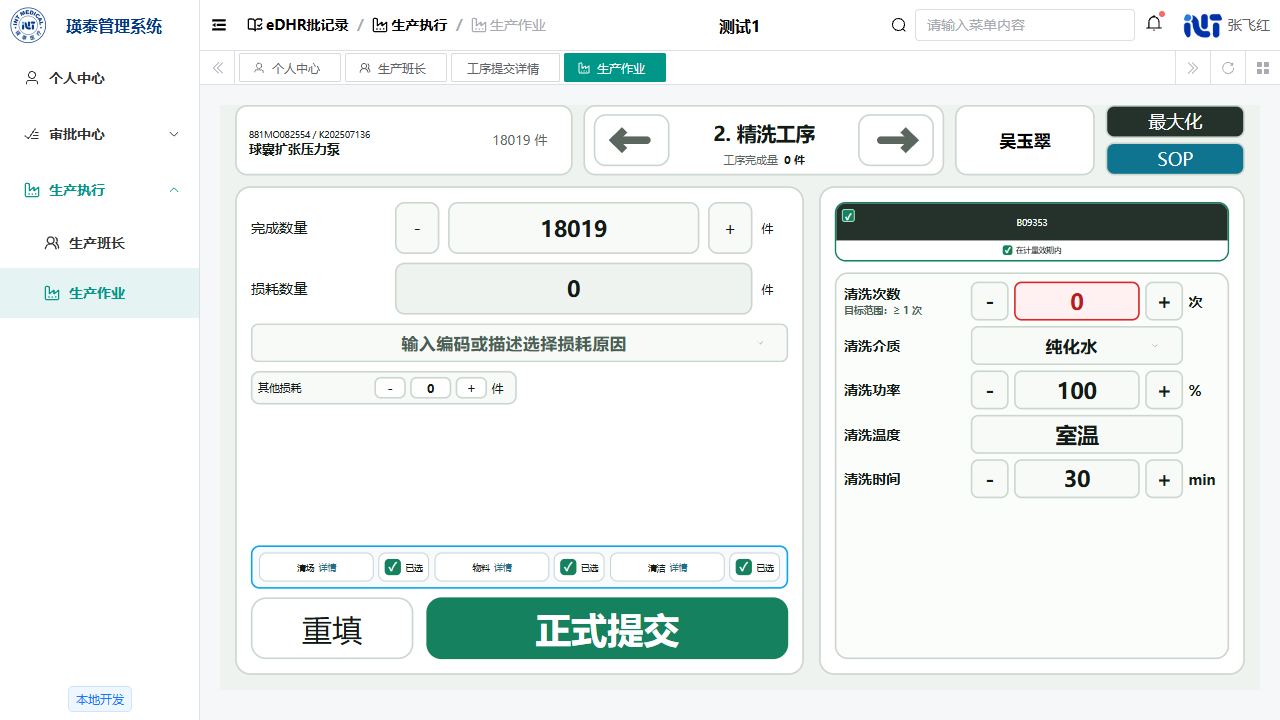 瑛泰管理系统
eDHR批记录 / 生产执行 / 生产作业
测试1
请输入菜单内容
张飞红
个人中心
审批中心
生产执行
生产班长
生产作业
本地开发
个人中心
生产班长
工序提交详情
生产作业
881MO082554 / K202507136
球囊扩张压力泵
18019 件
2. 精洗工序
工序完成量 0 件
吴玉翠
最大化
SOP
完成数量
- 18019 + 件
损耗数量
0 件
输入编码或描述选择损耗原因
其他损耗 - 0 + 件
清场 详情 已选 物料 详情 已选 清洁 详情 已选
重填
正式提交
B09353
在计量效期内
清洗次数
目标范围: ≥ 1 次
- 0 + 次
清洗介质 纯化水
清洗功率 - 100 + %
清洗温度 室温
清洗时间 - 30 + min